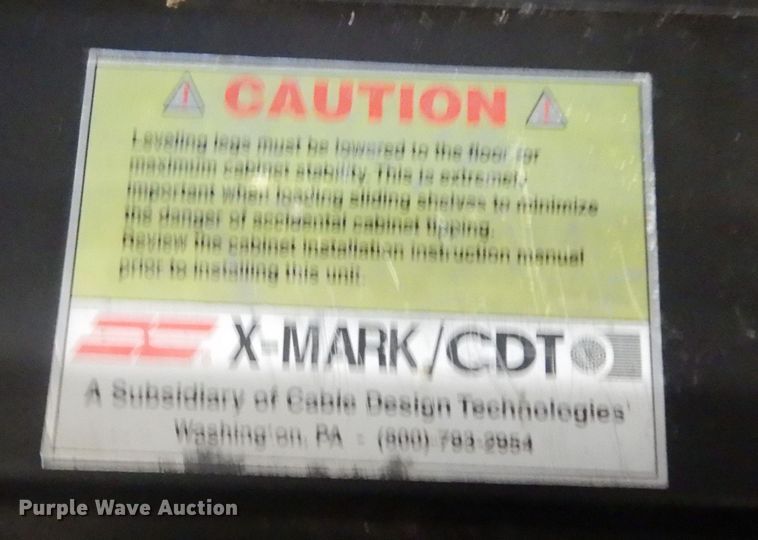 CAUTION
Leveling legs must be lowered to the floor for
maximum cabinet stability. This is extremely
important when loading sliding shelves to minimize
the danger of accidental cabinet tipping.
Review the cabinet installation instruction manual
prior to installing this unit.
X-MARK/CDT
A Subsidiary of Cable Design Technologies
Washington, PA - (800) 793-2954
Purple Wave Auction